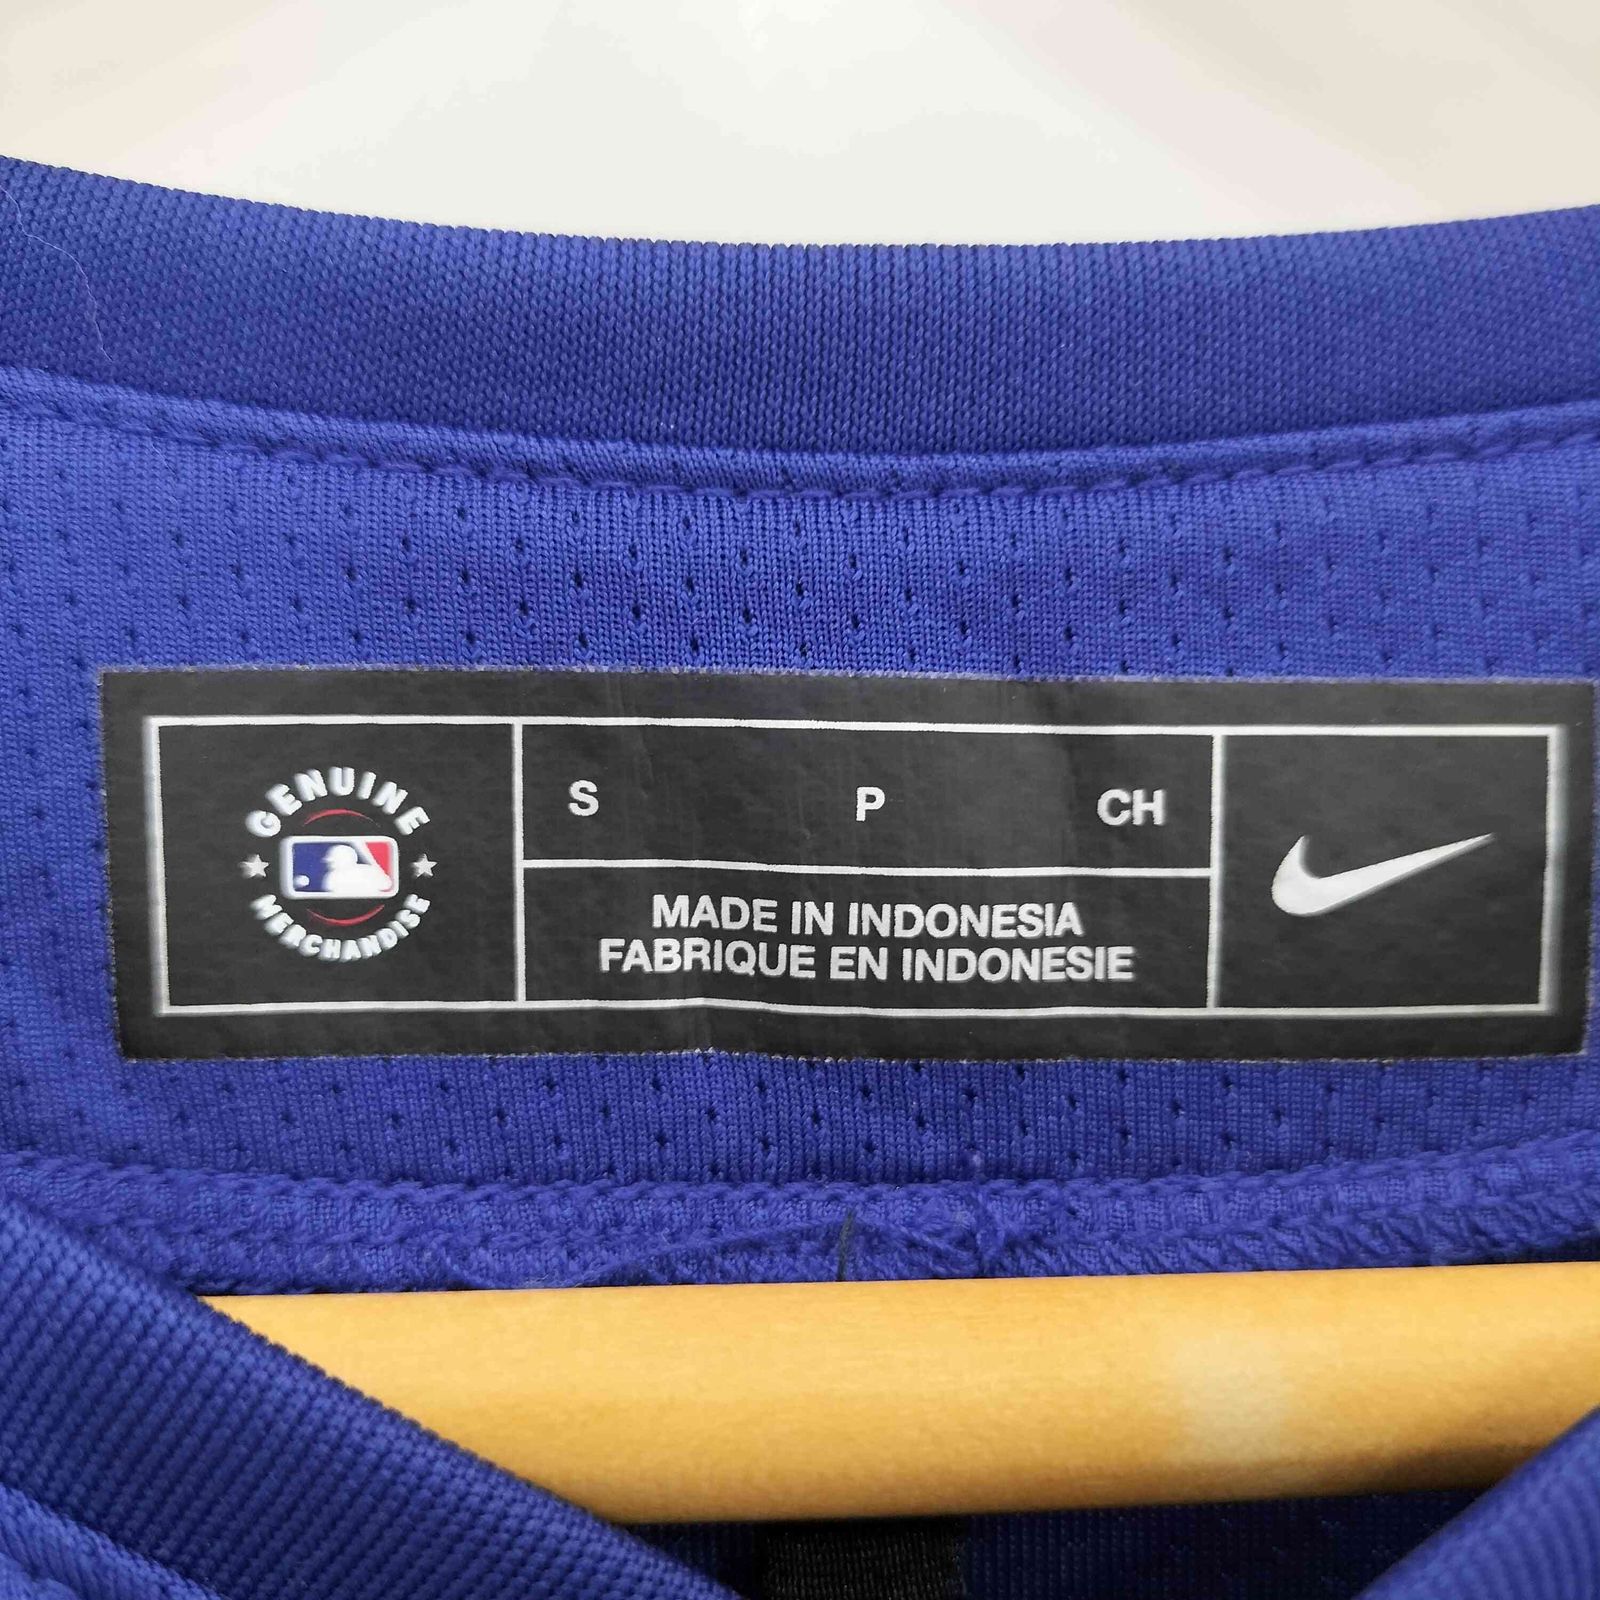 GENUINE
MERCHANDISE
S P CH
MADE IN INDONESIA
FABRIQUE EN INDONESIE